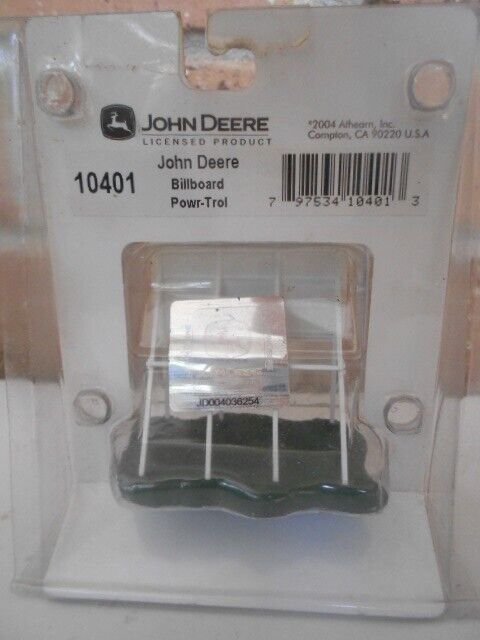 JOHN DEERE
LICENSED PRODUCT
©2004 Athearn, Inc.
Compton, CA 90220 U.S.A
10401
John Deere
Billboard
Powr-Trol
7 97534 10401 3
JD004036254